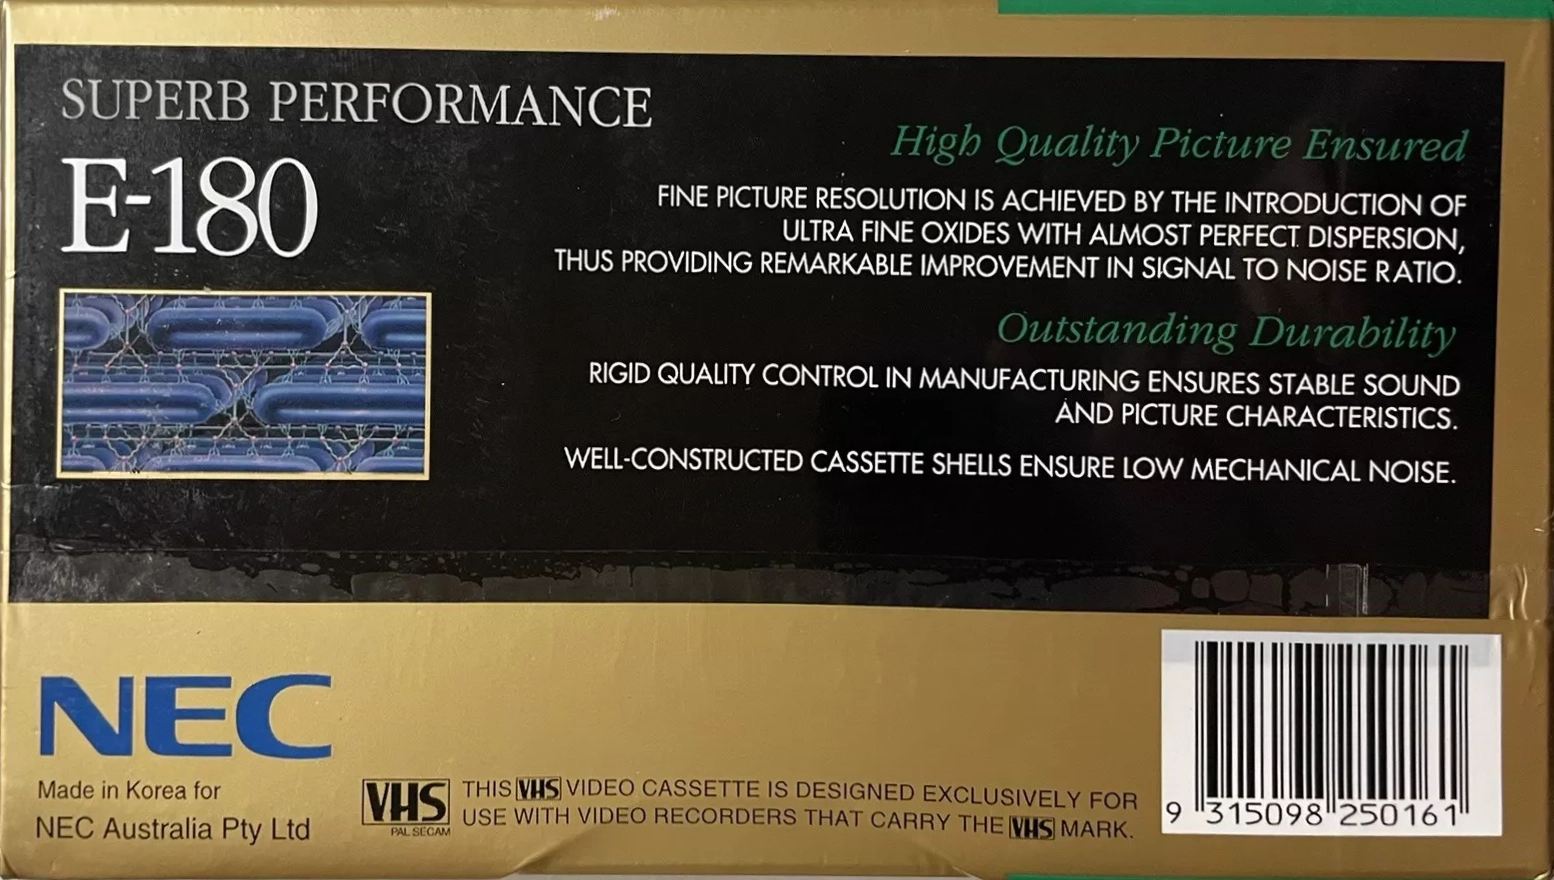 SUPERB PERFORMANCE
E-180
High Quality Picture Ensured
FINE PICTURE RESOLUTION IS ACHIEVED BY THE INTRODUCTION OF
ULTRA FINE OXIDES WITH ALMOST PERFECT DISPERSION,
THUS PROVIDING REMARKABLE IMPROVEMENT IN SIGNAL TO NOISE RATIO.
Outstanding Durability
RIGID QUALITY CONTROL IN MANUFACTURING ENSURES STABLE SOUND
AND PICTURE CHARACTERISTICS.
WELL-CONSTRUCTED CASSETTE SHELLS ENSURE LOW MECHANICAL NOISE.
NEC
Made in Korea for
NEC Australia Pty Ltd
VHS
PAL SECAM
THIS VHS VIDEO CASSETTE IS DESIGNED EXCLUSIVELY FOR
USE WITH VIDEO RECORDERS THAT CARRY THE VHS MARK.
9 315098 250161